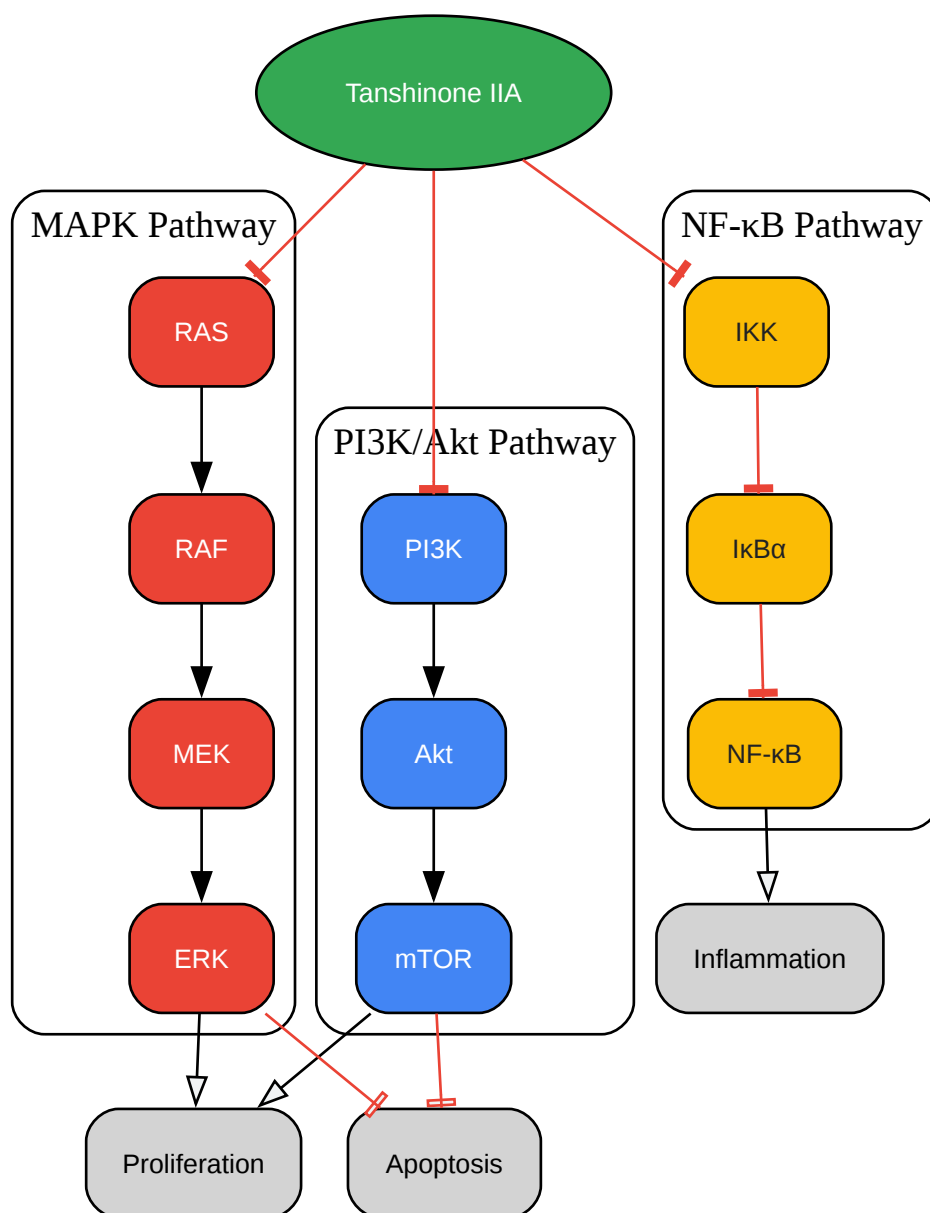 Tanshinone IIA
MAPK Pathway
RAS
RAF
MEK
ERK
PI3K/Akt Pathway
PI3K
Akt
mTOR
NF-κB Pathway
IKK
IκBα
NF-κB
Inflammation
Proliferation
Apoptosis